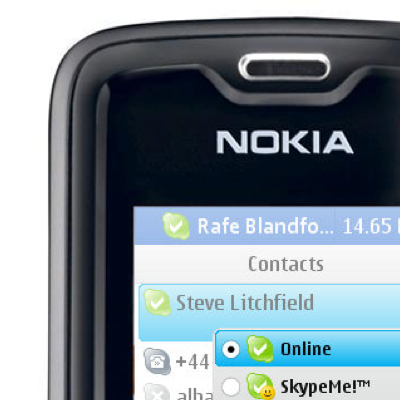 NOKIA
Rafe Blandfo... 14.65
Contacts
Steve Litchfield
+44
Online
SkypeMe!™